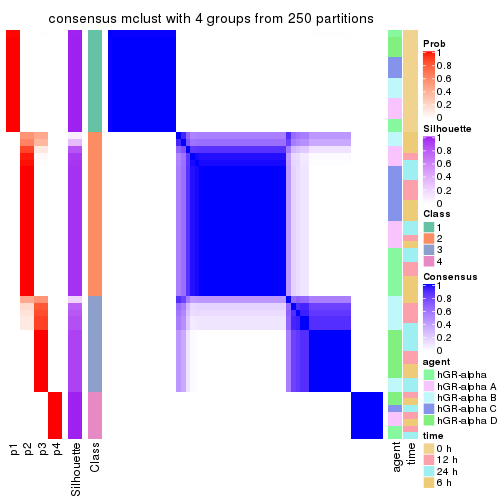 consensus mclust with 4 groups from 250 partitions
Prob
1
0.8
0.6
0.4
0.2
0
Silhouette
1
0.8
0.6
0.4
0.2
0
Class
1
2
3
4
Consensus
1
0.8
0.6
0.4
0.2
0
agent
hGR-alpha
hGR-alpha A
hGR-alpha B
hGR-alpha C
hGR-alpha D
time
0 h
12 h
24 h
6 h
p1
p2
p3
p4
Silhouette
Class
agent
time